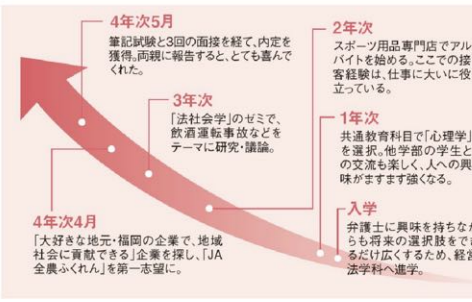 4年次5月
筆記試験と3回の面接を経て、内定を
獲得。両親に報告すると、とても喜んで
くれた。
3年次
「法社会学」のゼミで、
飲酒運転事故などを
テーマに研究・議論。
4年次4月
「大好きな地元・福岡の企業で、地域
社会に貢献できる」企業を探し、「JA
全農ふくれん」を第一志望に。
2年次
スポーツ用品専門店でアル
バイトを始める。ここでの接
客経験は、仕事に大いに役
立っている。
1年次
共通教育科目で「心理学」
を選択。他学部の学生と
の交流も楽しく、人への興
味がますます強くなる。
入学
弁護士に興味を持ちなが
らも将来の選択肢をでき
るだけ広くするため、経営
法学科へ進学。